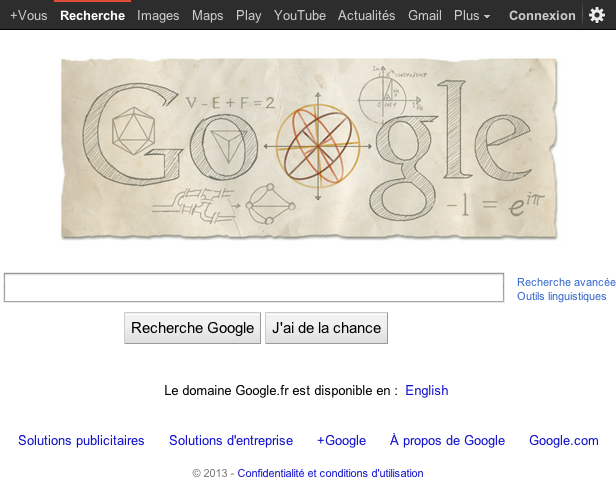 +Vous Recherche Images Maps Play YouTube Actualités Gmail Plus Connexion
Google
V - E + F = 2
-1 = e^iπ
Recherche avancée
Outils linguistiques
Recherche Google J'ai de la chance
Le domaine Google.fr est disponible en : English
Solutions publicitaires Solutions d'entreprise +Google À propos de Google Google.com
© 2013 - Confidentialité et conditions d'utilisation